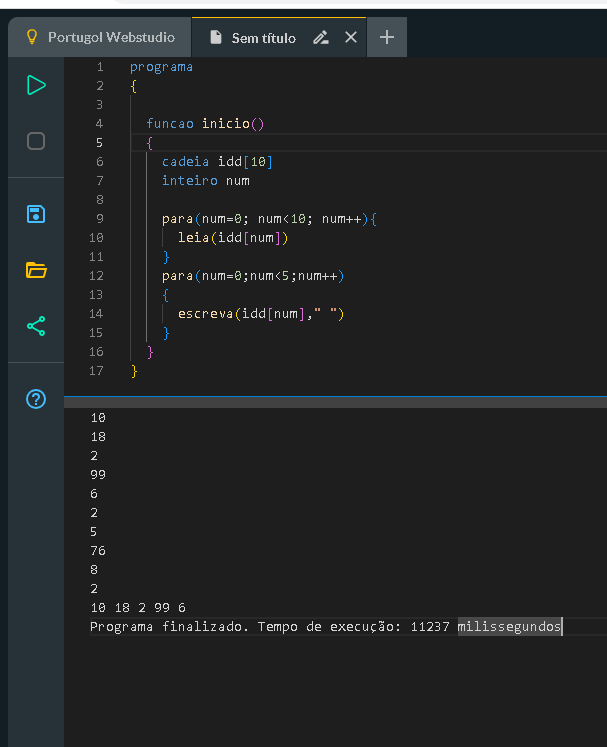 Portugol Webstudio
Sem título
1 programa
2 {
3
4 funcao inicio()
5 {
6 cadeia idd[10]
7 inteiro num
8
9 para(num=0; num<10; num++){
10 leia(idd[num])
11 }
12 para(num=0;num<5;num++)
13 {
14 escreva(idd[num]," ")
15 }
16 }
17 }
10
18
2
99
6
2
5
76
8
2
10 18 2 99 6
Programa finalizado. Tempo de execução: 11237 milissegundos